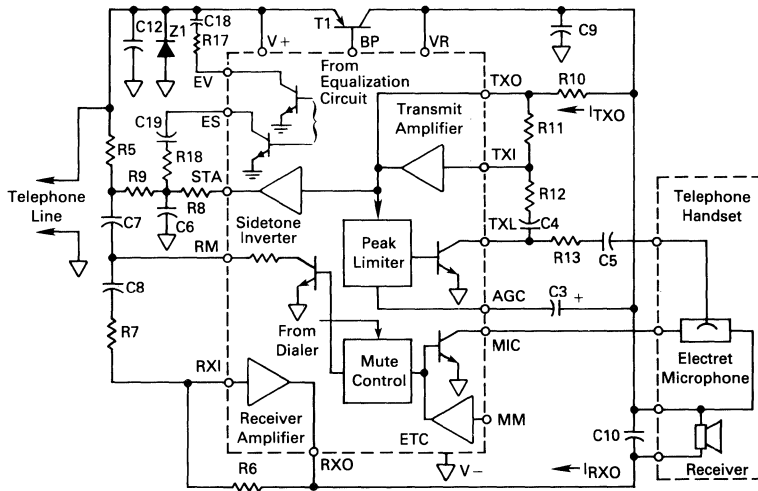 T1
C12
Z1
C18
R17
V+
BP
VR
C9
EV
From
Equalization
Circuit
TXO
R10
ITXO
Transmit
Amplifier
C19
ES
R11
R5
R18
TXI
R9
STA
R12
Telephone
Line
R8
C7
C6
Sidetone
Inverter
Peak
Limiter
TXL
C4
R13
C5
Telephone
Handset
RM
C8
AGC
C3
+
From
Dialer
MIC
R7
Mute
Control
Electret
Microphone
RXI
Receiver
Amplifier
MM
ETC
C10
RXO
V−
R6
IRXO
Receiver